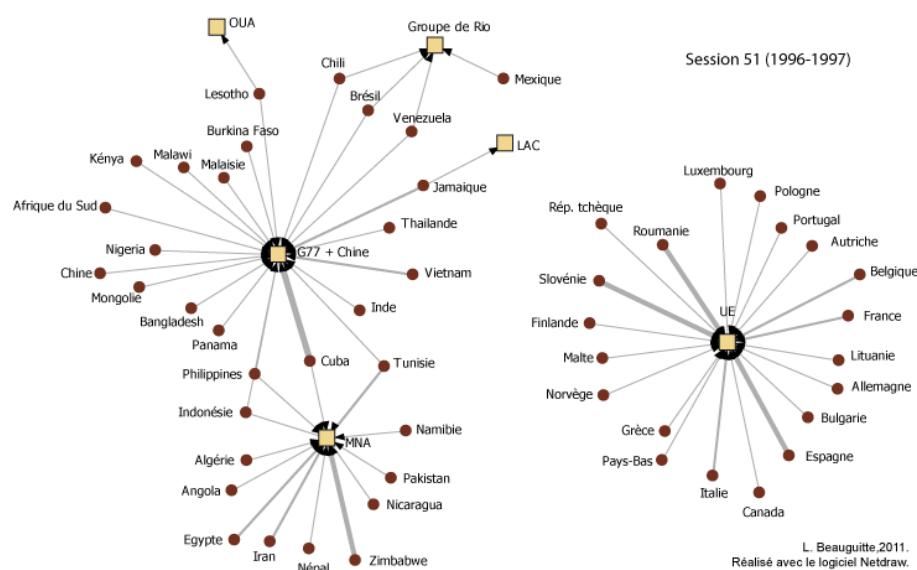 OUA
Groupe de Rio
Session 51 (1996-1997)
Chili
Mexique
Lesotho
Brésil
Venezuela
Burkina Faso
LAC
Malawi
Kénya
Malaisie
Jamaique
Afrique du Sud
Thailande
Nigeria
G77 + Chine
Chine
Vietnam
Mongolie
Inde
Bangladesh
Panama
Cuba
Tunisie
Philippines
Indonésie
Namibie
MNA
Algérie
Pakistan
Angola
Nicaragua
Egypte
Iran
Népal
Zimbabwe
Luxembourg
Pologne
Rép. tchèque
Portugal
Roumanie
Autriche
Belgique
Slovénie
UE
France
Finlande
Lituanie
Malte
Allemagne
Norvège
Bulgarie
Grèce
Espagne
Pays-Bas
Italie
Canada
L. Beauguitte,2011.
Réalisé avec le logiciel Netdraw.